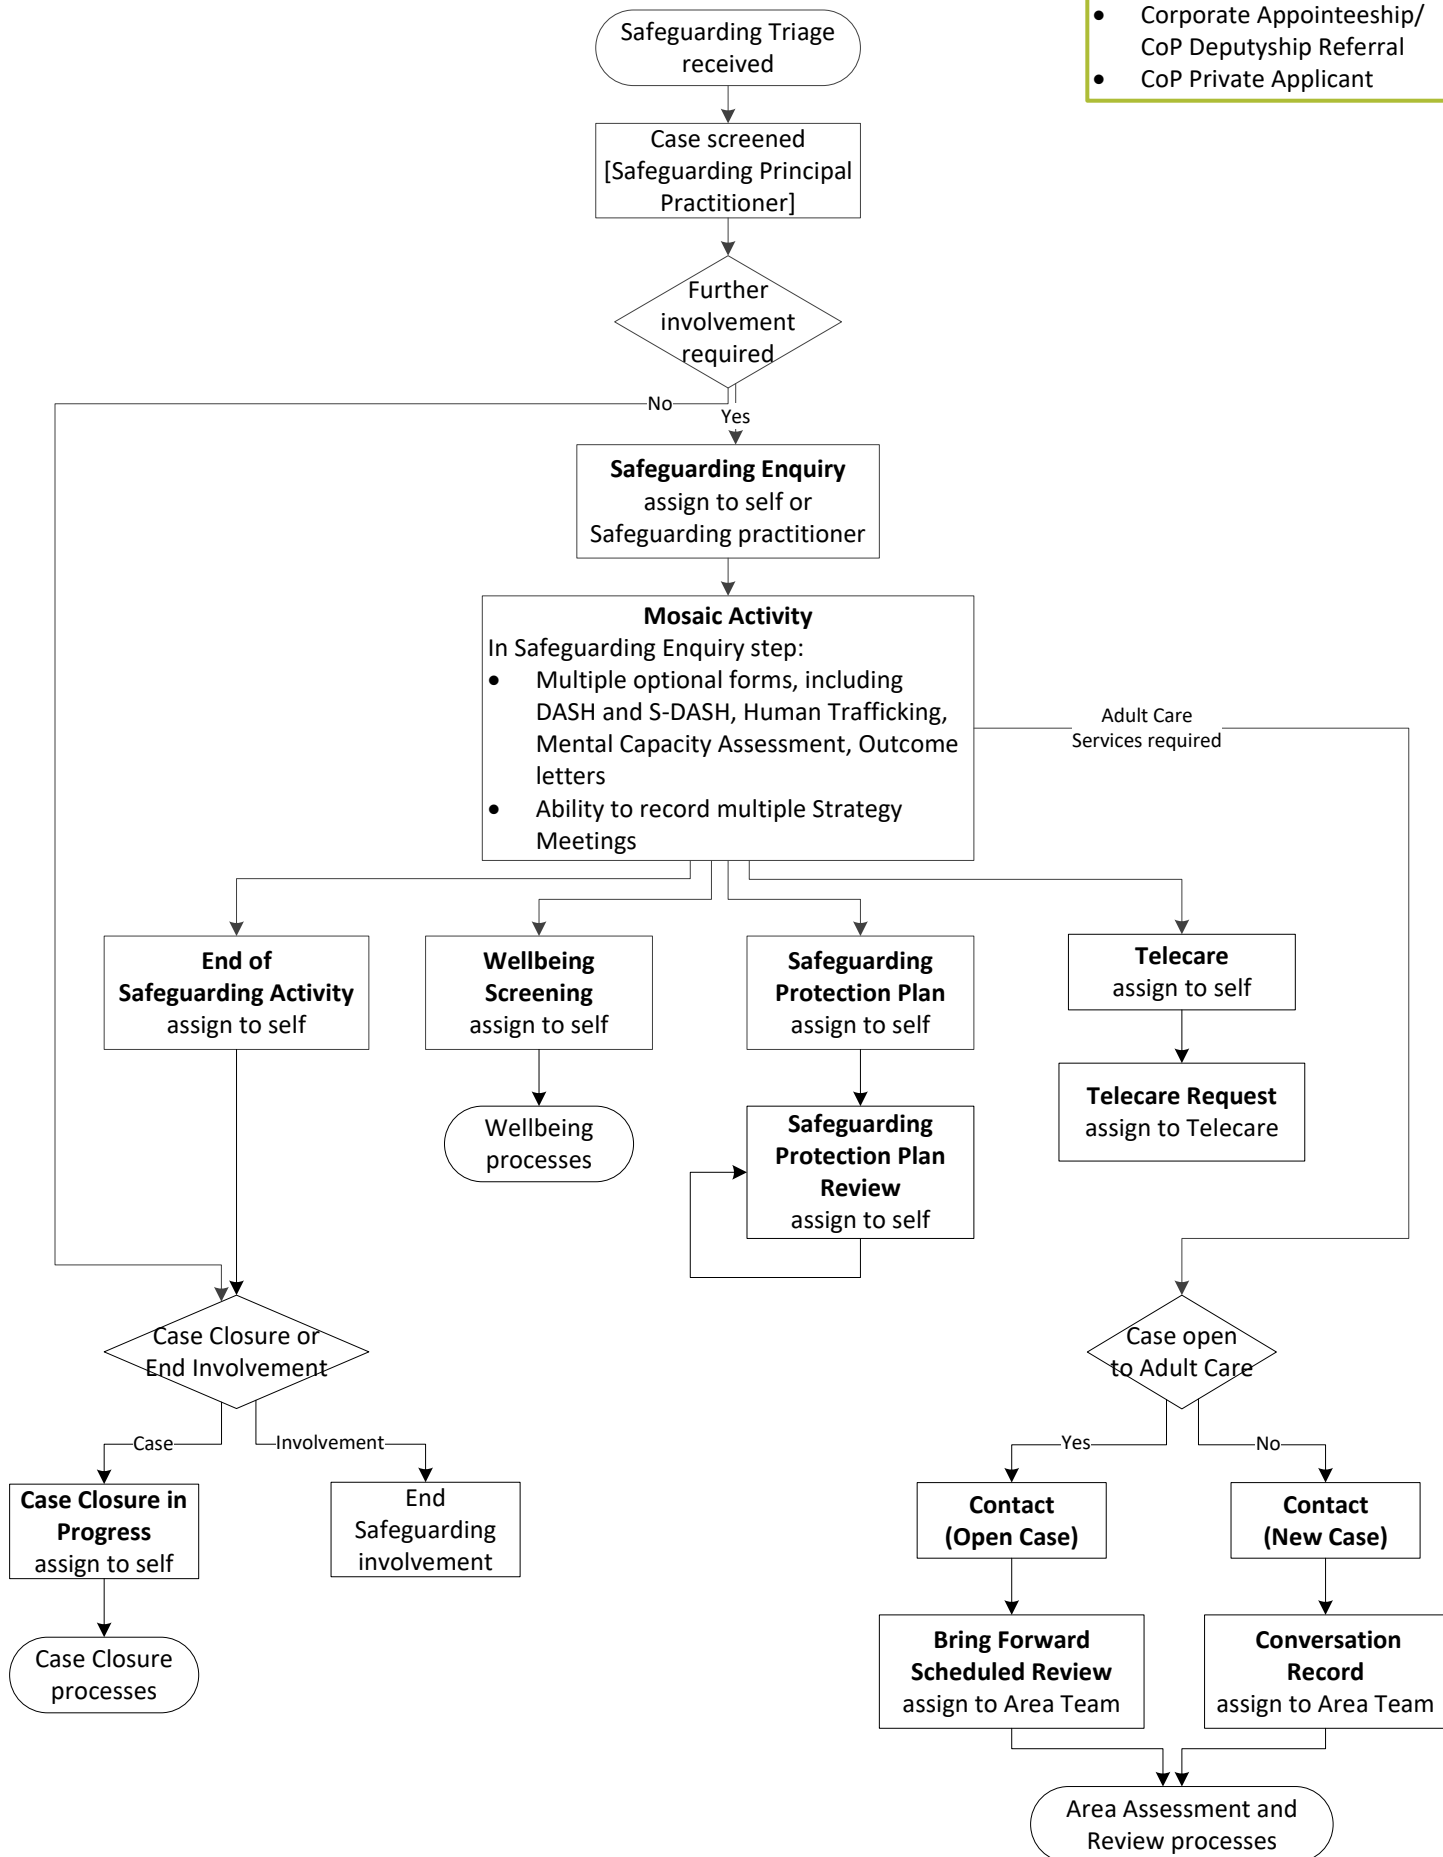 • Corporate Appointeeship/
CoP Deputyship Referral
• CoP Private Applicant
Safeguarding Triage
received
Case screened
[Safeguarding Principal
Practitioner]
Further
involvement
required
No
Yes
Safeguarding Enquiry
assign to self or
Safeguarding practitioner
Mosaic Activity
In Safeguarding Enquiry step:
• Multiple optional forms, including
DASH and S-DASH, Human Trafficking,
Mental Capacity Assessment, Outcome
letters
• Ability to record multiple Strategy
Meetings
Adult Care
Services required
End of
Safeguarding Activity
assign to self
Wellbeing
Screening
assign to self
Safeguarding
Protection Plan
assign to self
Telecare
assign to self
Wellbeing
processes
Safeguarding
Protection Plan
Review
assign to self
Telecare Request
assign to Telecare
Case Closure or
End Involvement
Case open
to Adult Care
Case
Involvement
Yes
No
Case Closure in
Progress
assign to self
End
Safeguarding
involvement
Contact
(Open Case)
Contact
(New Case)
Case Closure
processes
Bring Forward
Scheduled Review
assign to Area Team
Conversation
Record
assign to Area Team
Area Assessment and
Review processes